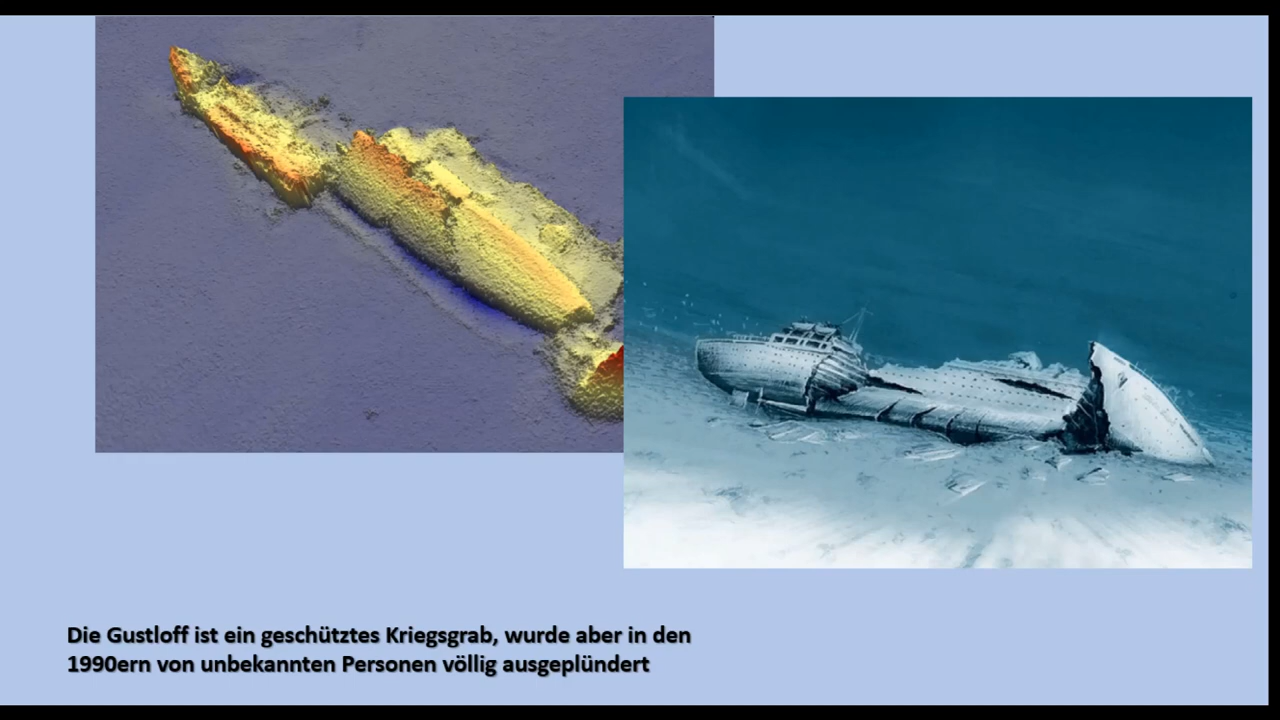 Die Gustloff ist ein geschütztes Kriegsgrab, wurde aber in den
1990ern von unbekannten Personen völlig ausgeplündert